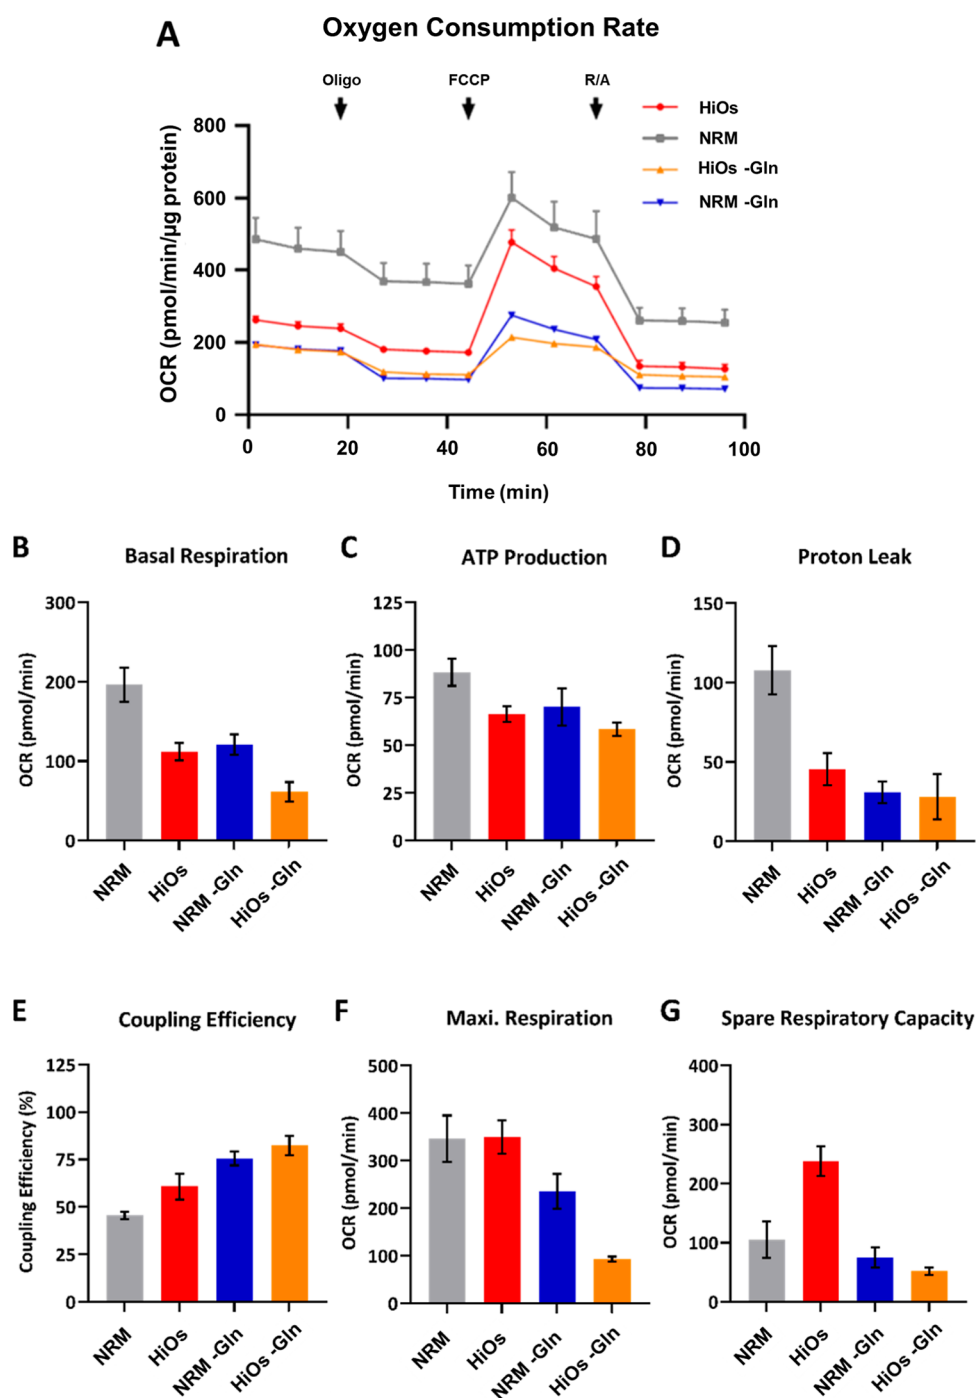 A
Oxygen Consumption Rate
Oligo
FCCP
R/A
HiOs
NRM
HiOs -Gln
NRM -Gln
OCR (pmol/min/µg protein)
800
600
400
200
0
0 20 40 60 80 100
Time (min)
B
Basal Respiration
OCR (pmol/min)
300
200
100
0
NRM
HiOs
NRM -Gln
HiOs -Gln
C
ATP Production
OCR (pmol/min)
125
100
75
50
25
0
NRM
HiOs
NRM -Gln
HiOs -Gln
D
Proton Leak
OCR (pmol/min)
150
100
50
0
NRM
HiOs
NRM -Gln
HiOs -Gln
E
Coupling Efficiency
Coupling Efficiency (%)
125
100
75
50
25
0
NRM
HiOs
NRM -Gln
HiOs -Gln
F
Maxi. Respiration
OCR (pmol/min)
500
400
300
200
100
0
NRM
HiOs
NRM -Gln
HiOs -Gln
G
Spare Respiratory Capacity
OCR (pmol/min)
400
300
200
100
0
NRM
HiOs
NRM -Gln
HiOs -Gln